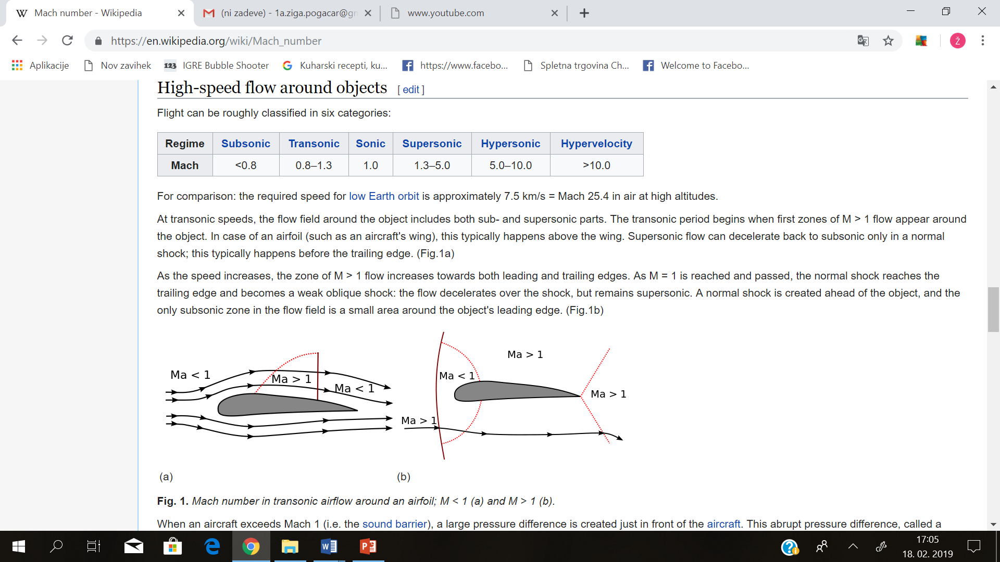 Mach number - Wikipedia
(ni zadeve) - 1a.ziga.pogacar@gm
www.youtube.com
https://en.wikipedia.org/wiki/Mach_number
Ž
Aplikacije
Nov zavihek
123 IGRE Bubble Shooter
Kuharski recepti, ku...
https://www.facebo...
Spletna trgovina Ch...
Welcome to Facebo...
High-speed flow around objects [ edit ]
Flight can be roughly classified in six categories:
Regime Subsonic Transonic Sonic Supersonic Hypersonic Hypervelocity
Mach <0.8 0.8–1.3 1.0 1.3–5.0 5.0–10.0 >10.0
For comparison: the required speed for low Earth orbit is approximately 7.5 km/s = Mach 25.4 in air at high altitudes.
At transonic speeds, the flow field around the object includes both sub- and supersonic parts. The transonic period begins when first zones of M > 1 flow appear around
the object. In case of an airfoil (such as an aircraft's wing), this typically happens above the wing. Supersonic flow can decelerate back to subsonic only in a normal
shock; this typically happens before the trailing edge. (Fig.1a)
As the speed increases, the zone of M > 1 flow increases towards both leading and trailing edges. As M = 1 is reached and passed, the normal shock reaches the
trailing edge and becomes a weak oblique shock: the flow decelerates over the shock, but remains supersonic. A normal shock is created ahead of the object, and the
only subsonic zone in the flow field is a small area around the object's leading edge. (Fig.1b)
Ma < 1
Ma > 1
Ma < 1
Ma > 1
Ma < 1
Ma > 1
Ma > 1
(a)
(b)
Fig. 1. Mach number in transonic airflow around an airfoil; M < 1 (a) and M > 1 (b).
When an aircraft exceeds Mach 1 (i.e. the sound barrier), a large pressure difference is created just in front of the aircraft. This abrupt pressure difference, called a
17:05
18. 02. 2019